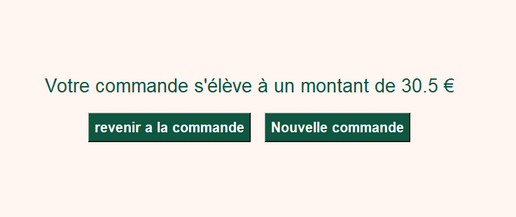 Votre commande s'élève à un montant de 30.5 €
revenir a la commande Nouvelle commande